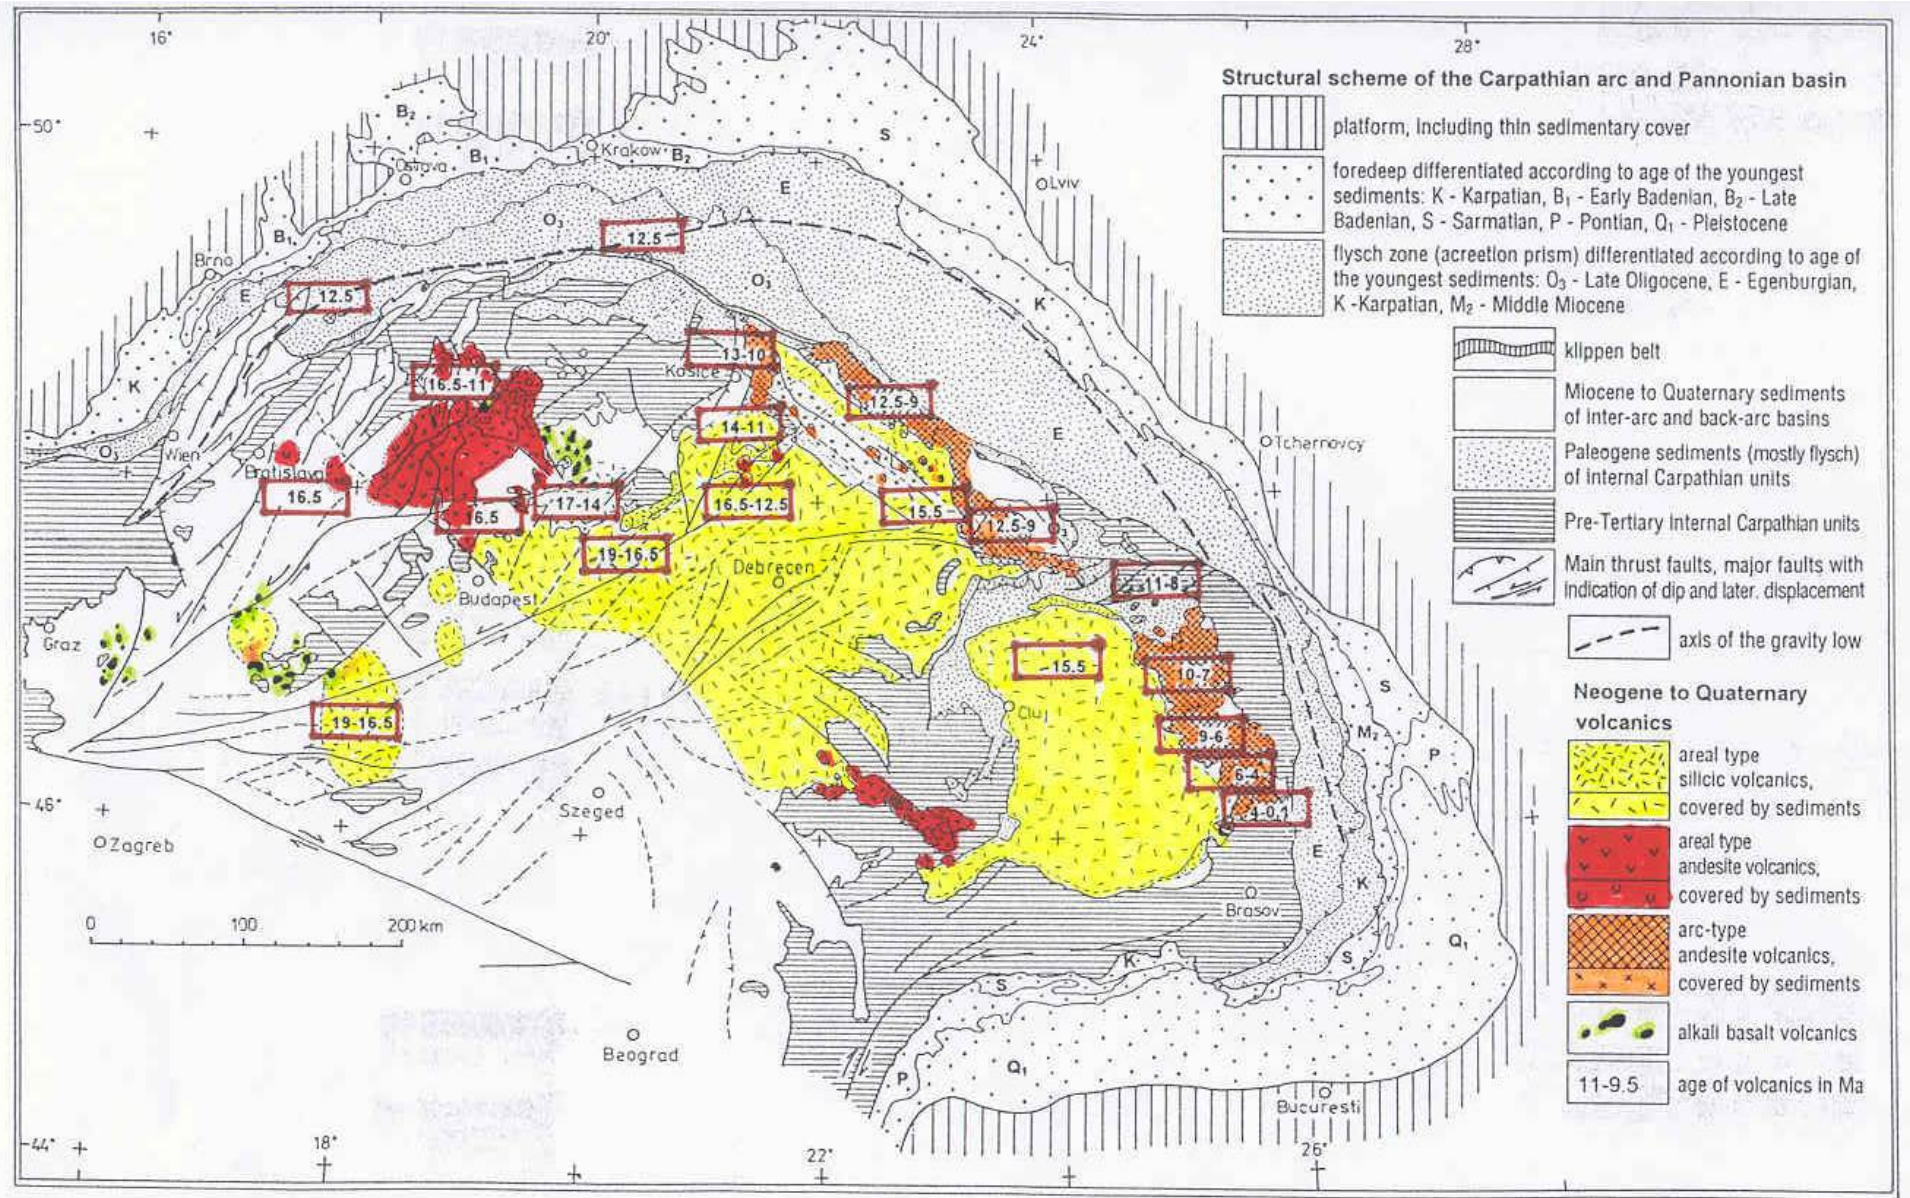 16°
20°
24°
28°
50°
46°
44°
18°
22°
26°
Structural scheme of the Carpathian arc and Pannonian basin
platform, including thin sedimentary cover
foredeep differentiated according to age of the youngest
sediments: K - Karpatian, B₁ - Early Badenian, B₂ - Late
Badenian, S - Sarmatian, P - Pontian, Q₁ - Pleistocene
flysch zone (acreetion prism) differentiated according to age of
the youngest sediments: O₃ - Late Oligocene, E - Egenburgian,
K -Karpatian, M₂ - Middle Miocene
klippen belt
Miocene to Quaternary sediments
of inter-arc and back-arc basins
Paleogene sediments (mostly flysch)
of Internal Carpathian units
Pre-Tertiary Internal Carpathian units
Main thrust faults, major faults with
indication of dip and later. displacement
axis of the gravity low
Neogene to Quaternary
volcanics
areal type
silicic volcanics,
covered by sediments
areal type
andesite volcanics,
covered by sediments
arc-type
andesite volcanics,
covered by sediments
alkali basalt volcanics
11-9.5
age of volcanics in Ma
B₂
S
B₁
Krakow
B₂
Ostrava
E
Lviv
O₃
B₁
12.5
Brno
E
12.5
O₃
K
13-10
Košice
K
16.5-11
12.5-9
14-11
E
Tchernovcy
O₃
Wien
Bratislava
16.5
16.5
17-14
16.5-12.5
15.5
12.5-9
19-16.5
Debrecen
11-8
Budapest
Graz
15.5
10-7
S
Cluj
19-16.5
9-6
M₂
P
6-4
Szeged
Zagreb
E
K
Brasov
0
100
200 km
K
S
S
Q₁
Beograd
P
Q₁
Bucuresti